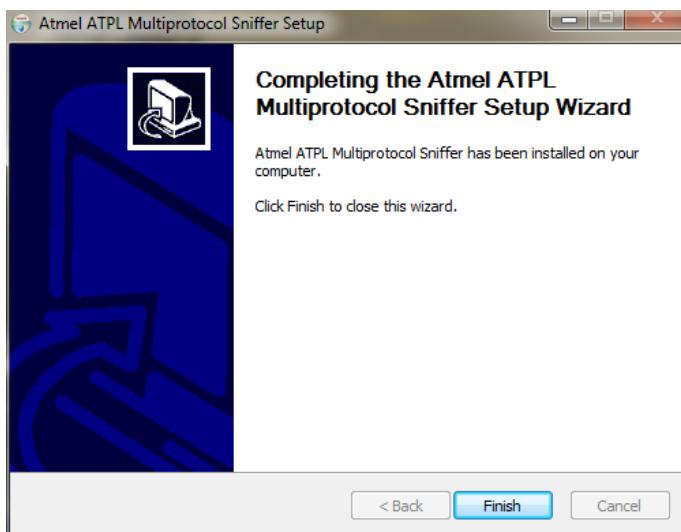 Atmel ATPL Multiprotocol Sniffer Setup
Completing the Atmel ATPL
Multiprotocol Sniffer Setup Wizard
Atmel ATPL Multiprotocol Sniffer has been installed on your
computer.
Click Finish to close this wizard.
< Back Finish Cancel